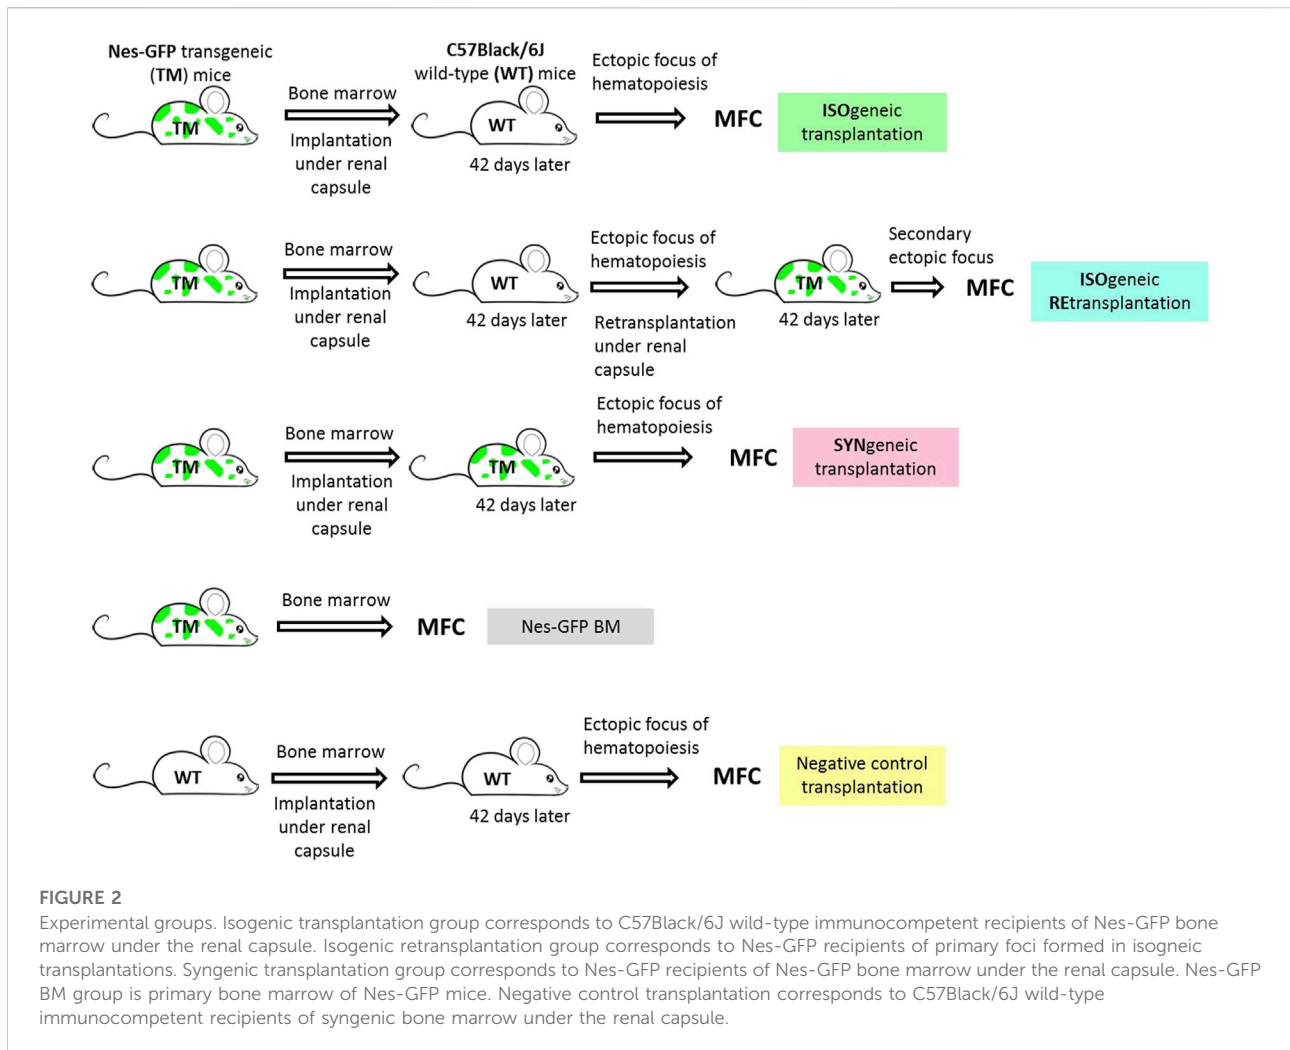 Nes-GFP transgeneic
(TM) mice
C57Black/6J
wild-type (WT) mice
Ectopic focus of
hematopoiesis
Bone marrow
TM
WT
MFC
ISOgeneic
transplantation
Implantation
under renal
capsule
42 days later
Bone marrow
Ectopic focus of
hematopoiesis
Secondary
ectopic focus
TM
WT
TM
MFC
ISOgeneic
REtransplantation
Implantation
under renal
capsule
42 days later
Retransplantation
under renal
capsule
42 days later
Bone marrow
Ectopic focus of
hematopoiesis
TM
TM
MFC
SYNgeneic
transplantation
Implantation
under renal
capsule
42 days later
Bone marrow
TM
MFC
Nes-GFP BM
Bone marrow
Ectopic focus of
hematopoiesis
WT
WT
MFC
Negative control
transplantation
Implantation
under renal
capsule
42 days later
FIGURE 2
Experimental groups. Isogenic transplantation group corresponds to C57Black/6J wild-type immunocompetent recipients of Nes-GFP bone
marrow under the renal capsule. Isogenic retransplantation group corresponds to Nes-GFP recipients of primary foci formed in isogneic
transplantations. Syngenic transplantation group corresponds to Nes-GFP recipients of Nes-GFP bone marrow under the renal capsule. Nes-GFP
BM group is primary bone marrow of Nes-GFP mice. Negative control transplantation corresponds to C57Black/6J wild-type
immunocompetent recipients of syngenic bone marrow under the renal capsule.